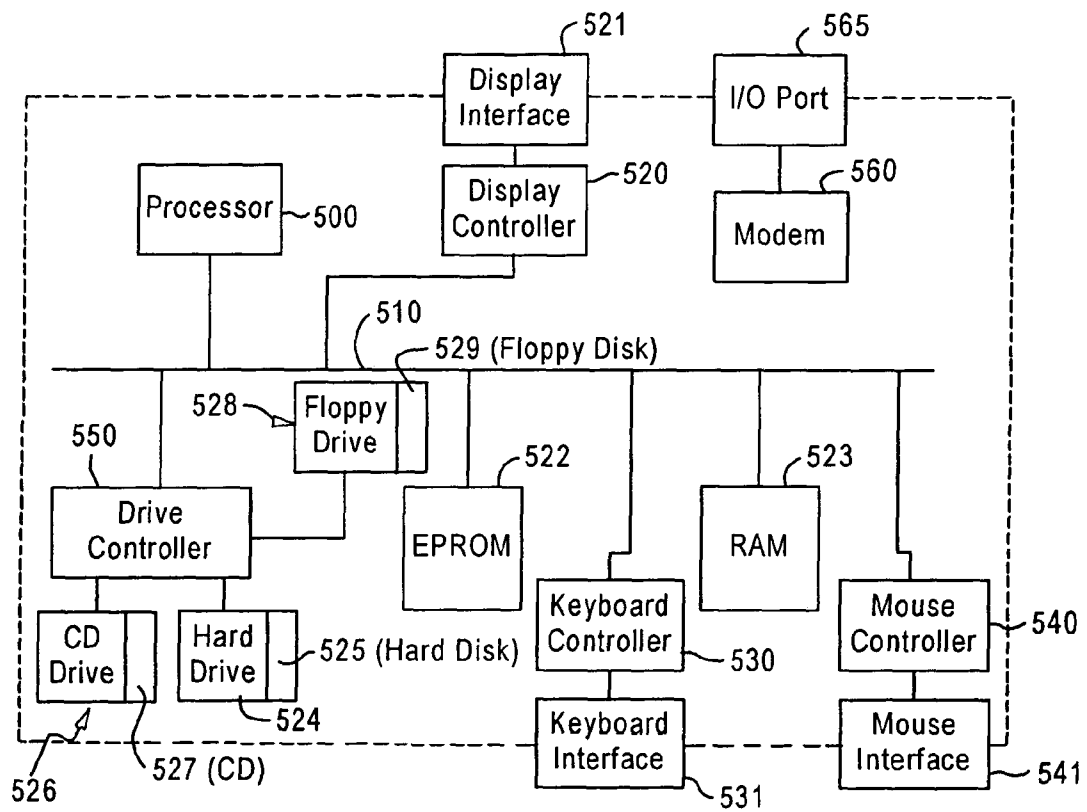 521
565
Display
Interface
I/O Port
Processor
500
Display
Controller
520
560
Modem
510
529 (Floppy Disk)
528
Floppy
Drive
550
522
523
Drive
Controller
EPROM
RAM
Keyboard
Controller
530
Mouse
Controller
540
CD
Drive
Hard
Drive
525 (Hard Disk)
524
526
527 (CD)
Keyboard
Interface
531
Mouse
Interface
541